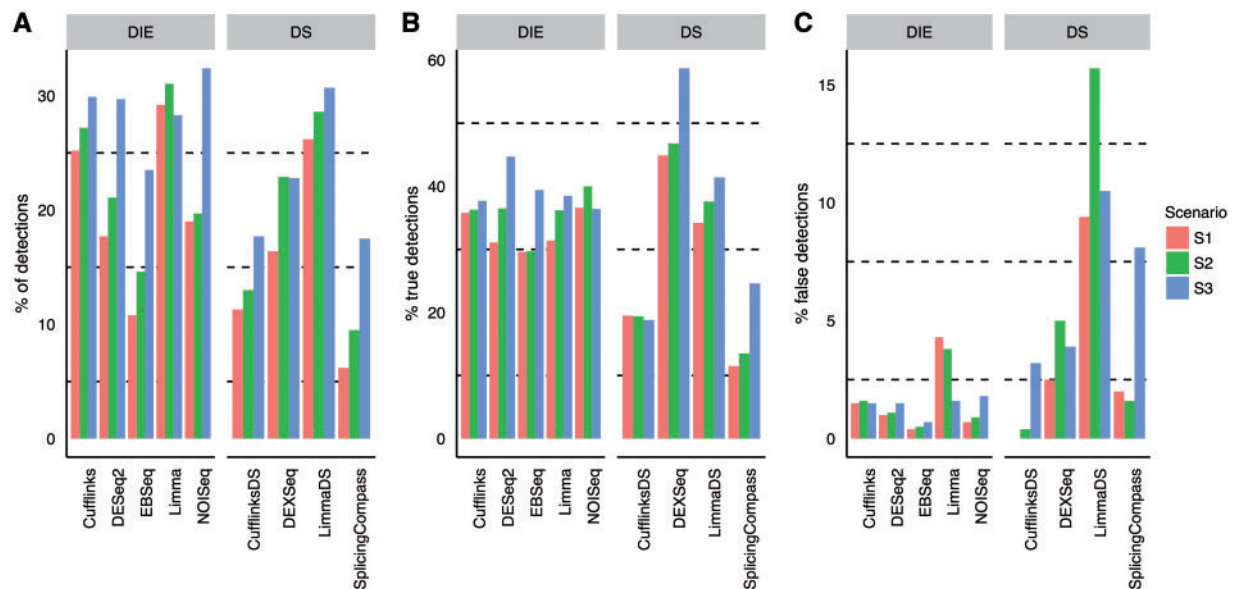 A
DIE
DS
% of detections
30
20
10
0
Cufflinks
DESeq2
EBSeq
Limma
NOISeq
CufflinksDS
DEXSeq
LimmaDS
SplicingCompass
B
DIE
DS
% true detections
60
40
20
0
Cufflinks
DESeq2
EBSeq
Limma
NOISeq
CufflinksDS
DEXSeq
LimmaDS
SplicingCompass
C
DIE
DS
% false detections
15
10
5
0
Cufflinks
DESeq2
EBSeq
Limma
NOISeq
CufflinksDS
DEXSeq
LimmaDS
SplicingCompass
Scenario
S1
S2
S3